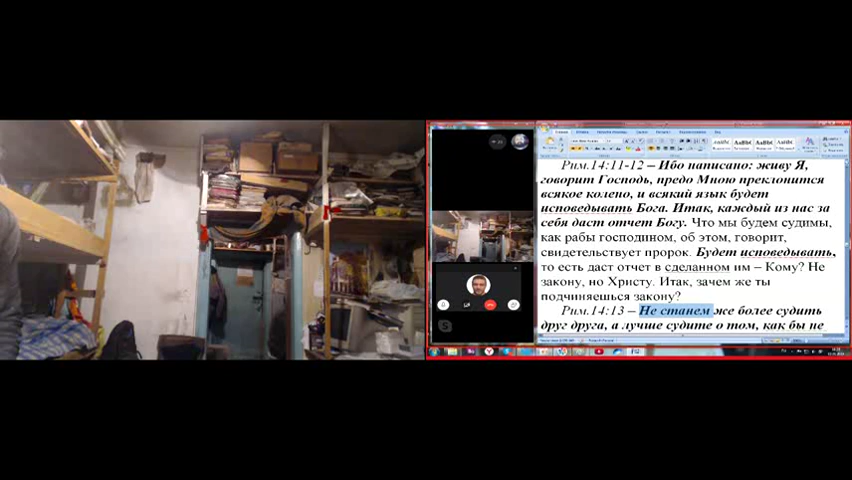 Рим.14:11-12 – Ибо написано: живу Я,
говорит Господь, предо Мною преклонится
всякое колено, и всякий язык будет
исповедывать Бога. Итак, каждый из нас за
себя даст отчет Богу. Что мы будем судимы,
как рабы господином, об этом, говорит,
свидетельствует пророк. Будет исповедывать,
то есть даст отчет в сделанном им – Кому? Не
закону, но Христу. Итак, зачем же ты
подчиняешься закону?
Рим.14:13 – Не станем же более судить
друг друга, а лучше судите о том, как бы не